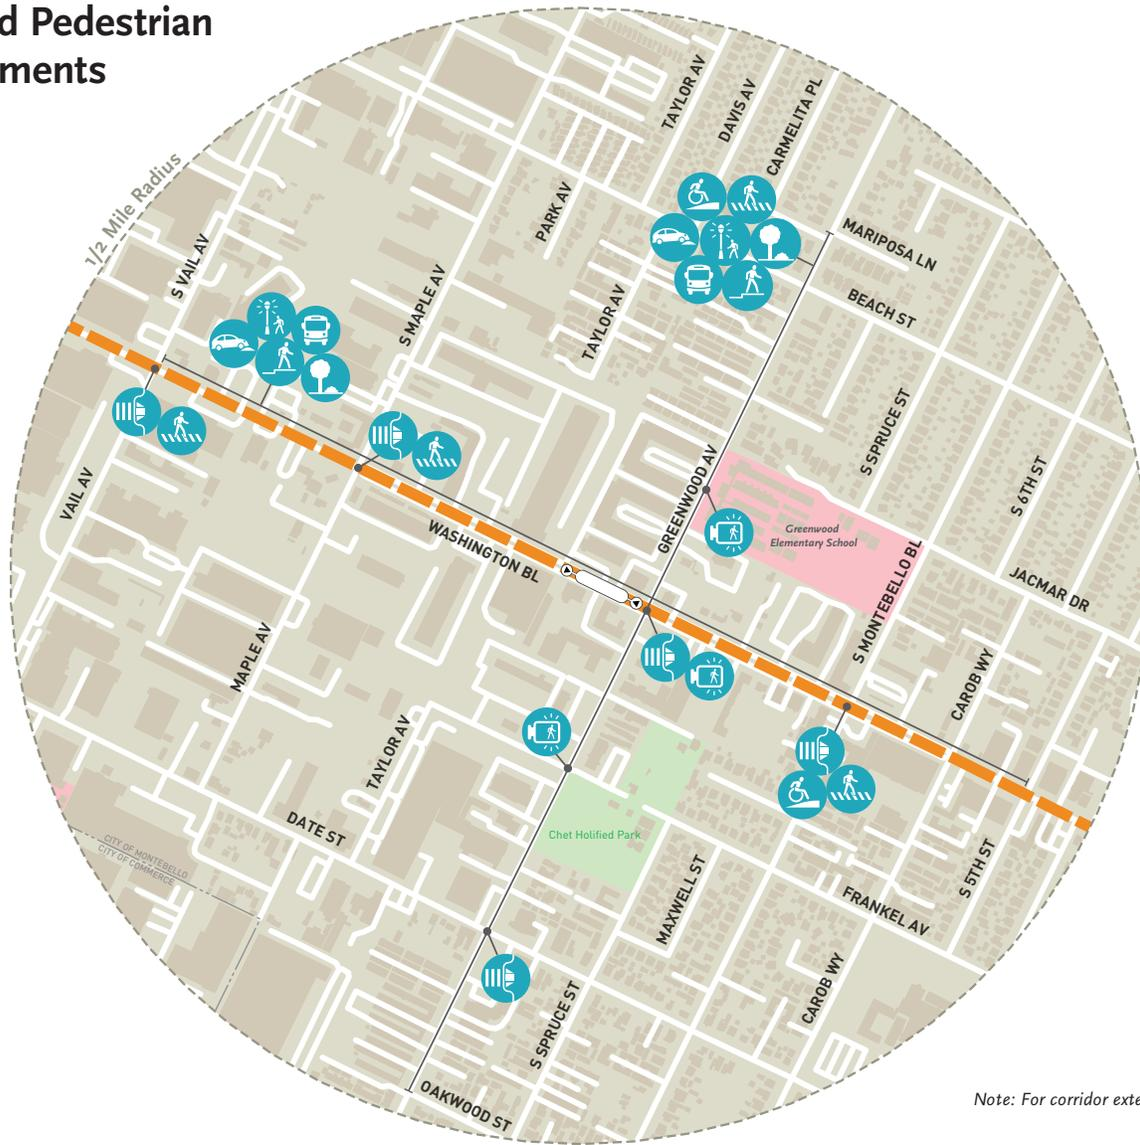 d Pedestrian
ments
1/2 Mile Radius
TAYLOR AV
DAVIS AV
CARMELITA PL
PARK AV
MARIPOSA LN
S VAIL AV
S MAPLE AV
TAYLOR AV
BEACH ST
S SPRUCE ST
VAIL AV
GREENWOOD AV
S 6TH ST
WASHINGTON BL
Greenwood
Elementary School
S MONTEBELLO BL
JACMAR DR
MAPLE AV
CAROB WY
TAYLOR AV
DATE ST
Chet Holified Park
CITY OF MONTEBELLO
CITY OF COMMERCE
MAXWELL ST
S 5TH ST
FRANKEL AV
CAROB WY
S SPRUCE ST
OAKWOOD ST
Note: For corridor exte